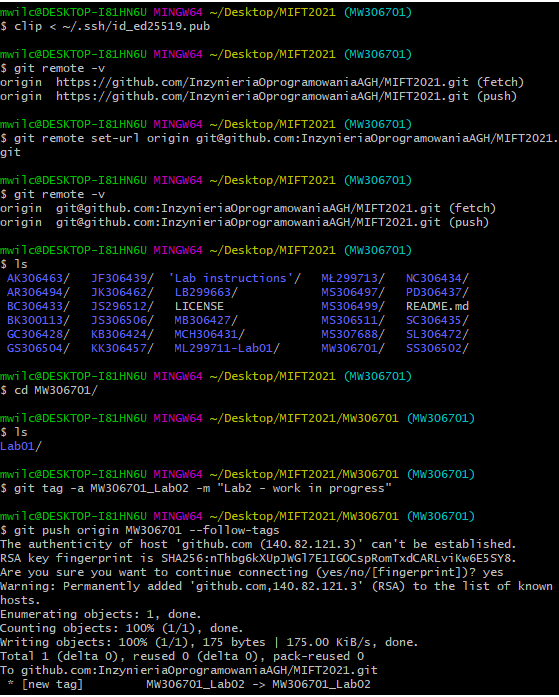 mwilc@DESKTOP-I81HN6U MINGW64 ~/Desktop/MIFT2021 (MW306701)
$ clip < ~/.ssh/id_ed25519.pub
mwilc@DESKTOP-I81HN6U MINGW64 ~/Desktop/MIFT2021 (MW306701)
$ git remote -v
origin  https://github.com/InzynieriaOprogramowaniaAGH/MIFT2021.git (fetch)
origin  https://github.com/InzynieriaOprogramowaniaAGH/MIFT2021.git (push)
mwilc@DESKTOP-I81HN6U MINGW64 ~/Desktop/MIFT2021 (MW306701)
$ git remote set-url origin git@github.com:InzynieriaOprogramowaniaAGH/MIFT2021.
git
mwilc@DESKTOP-I81HN6U MINGW64 ~/Desktop/MIFT2021 (MW306701)
$ git remote -v
origin  git@github.com:InzynieriaOprogramowaniaAGH/MIFT2021.git (fetch)
origin  git@github.com:InzynieriaOprogramowaniaAGH/MIFT2021.git (push)
mwilc@DESKTOP-I81HN6U MINGW64 ~/Desktop/MIFT2021 (MW306701)
$ ls
AK306463/   JF306439/  'Lab instructions'/   MŁ299713/   NC306434/
AR306494/   JK306462/   LB299663/            MS306497/   PD306437/
BC306433/   JS296512/   LICENSE              MS306499/   README.md
BK300113/   JS306506/   MB306427/            MS306511/   SC306435/
GC306428/   KB306424/   MCH306431/           MS307688/   SL306472/
GS306504/   KK306457/   ML299711-Lab01/      MW306701/   SS306502/
mwilc@DESKTOP-I81HN6U MINGW64 ~/Desktop/MIFT2021 (MW306701)
$ cd MW306701/
mwilc@DESKTOP-I81HN6U MINGW64 ~/Desktop/MIFT2021/MW306701 (MW306701)
$ ls
Lab01/
mwilc@DESKTOP-I81HN6U MINGW64 ~/Desktop/MIFT2021/MW306701 (MW306701)
$ git tag -a MW306701_Lab02 -m "Lab2 - work in progress"
mwilc@DESKTOP-I81HN6U MINGW64 ~/Desktop/MIFT2021/MW306701 (MW306701)
$ git push origin MW306701 --follow-tags
The authenticity of host 'github.com (140.82.121.3)' can't be established.
RSA key fingerprint is SHA256:nThbg6kXUpJWGl7E1IGOCspRomTxdCARLviKw6E5SY8.
Are you sure you want to continue connecting (yes/no/[fingerprint])? yes
Warning: Permanently added 'github.com,140.82.121.3' (RSA) to the list of known
hosts.
Enumerating objects: 1, done.
Counting objects: 100% (1/1), done.
Writing objects: 100% (1/1), 175 bytes | 175.00 KiB/s, done.
Total 1 (delta 0), reused 0 (delta 0), pack-reused 0
To github.com:InzynieriaOprogramowaniaAGH/MIFT2021.git
 * [new tag]         MW306701_Lab02 -> MW306701_Lab02